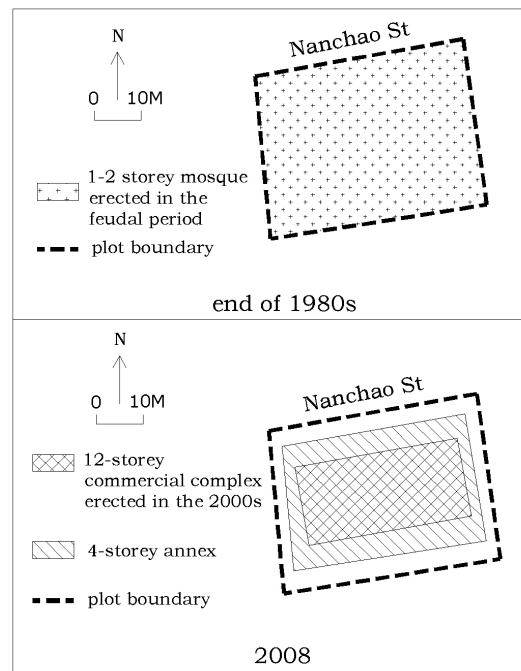 Nanchao St
N
0 10M
1-2 storey mosque
erected in the
feudal period
plot boundary
end of 1980s
Nanchao St
N
0 10M
12-storey
commercial complex
erected in the 2000s
4-storey annex
plot boundary
2008